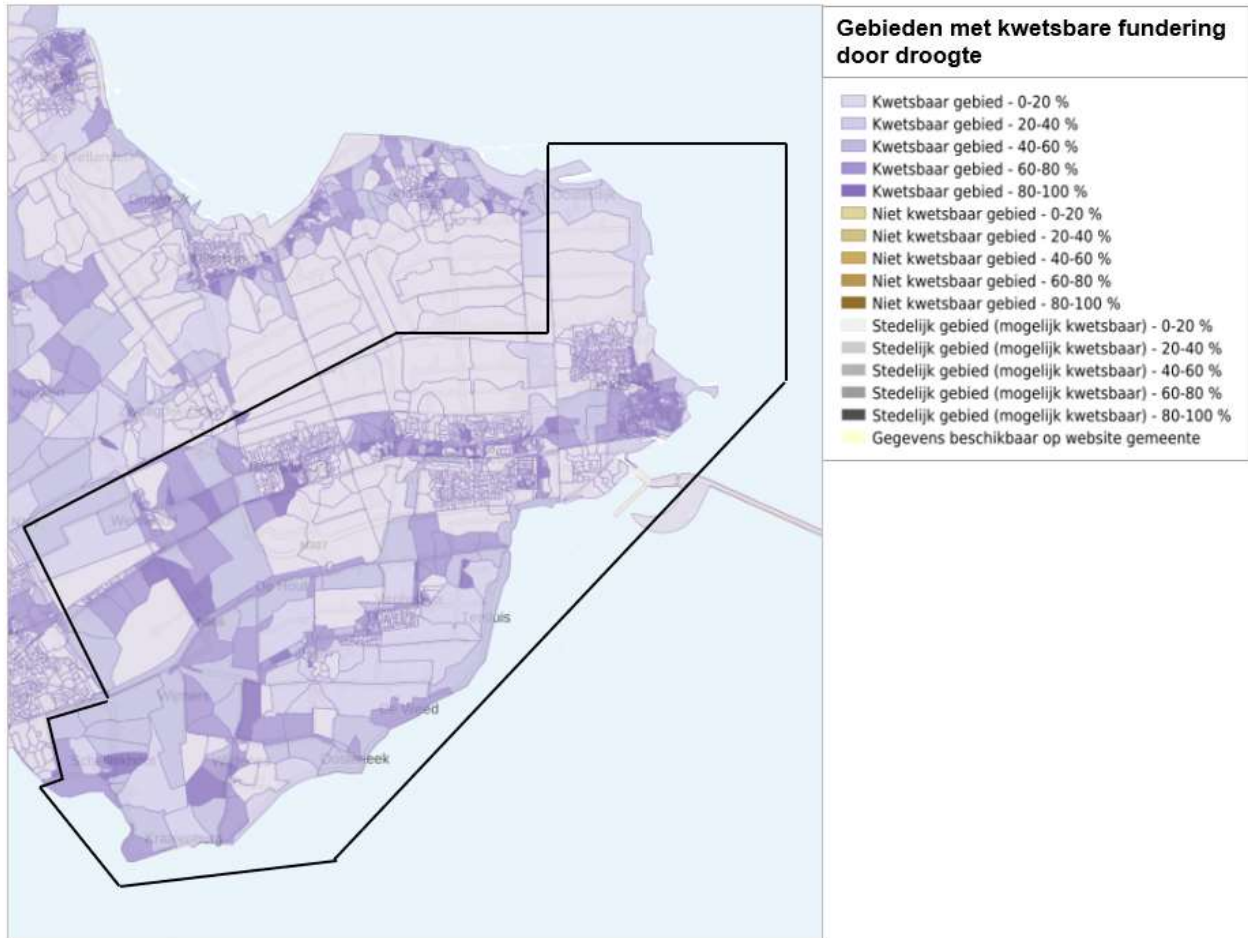 Gebieden met kwetsbare fundering
door droogte
Kwetsbaar gebied - 0-20 %
Kwetsbaar gebied - 20-40 %
Kwetsbaar gebied - 40-60 %
Kwetsbaar gebied - 60-80 %
Kwetsbaar gebied - 80-100 %
Niet kwetsbaar gebied - 0-20 %
Niet kwetsbaar gebied - 20-40 %
Niet kwetsbaar gebied - 40-60 %
Niet kwetsbaar gebied - 60-80 %
Niet kwetsbaar gebied - 80-100 %
Stedelijk gebied (mogelijk kwetsbaar) - 0-20 %
Stedelijk gebied (mogelijk kwetsbaar) - 20-40 %
Stedelijk gebied (mogelijk kwetsbaar) - 40-60 %
Stedelijk gebied (mogelijk kwetsbaar) - 60-80 %
Stedelijk gebied (mogelijk kwetsbaar) - 80-100 %
Gegevens beschikbaar op website gemeente
De Weed